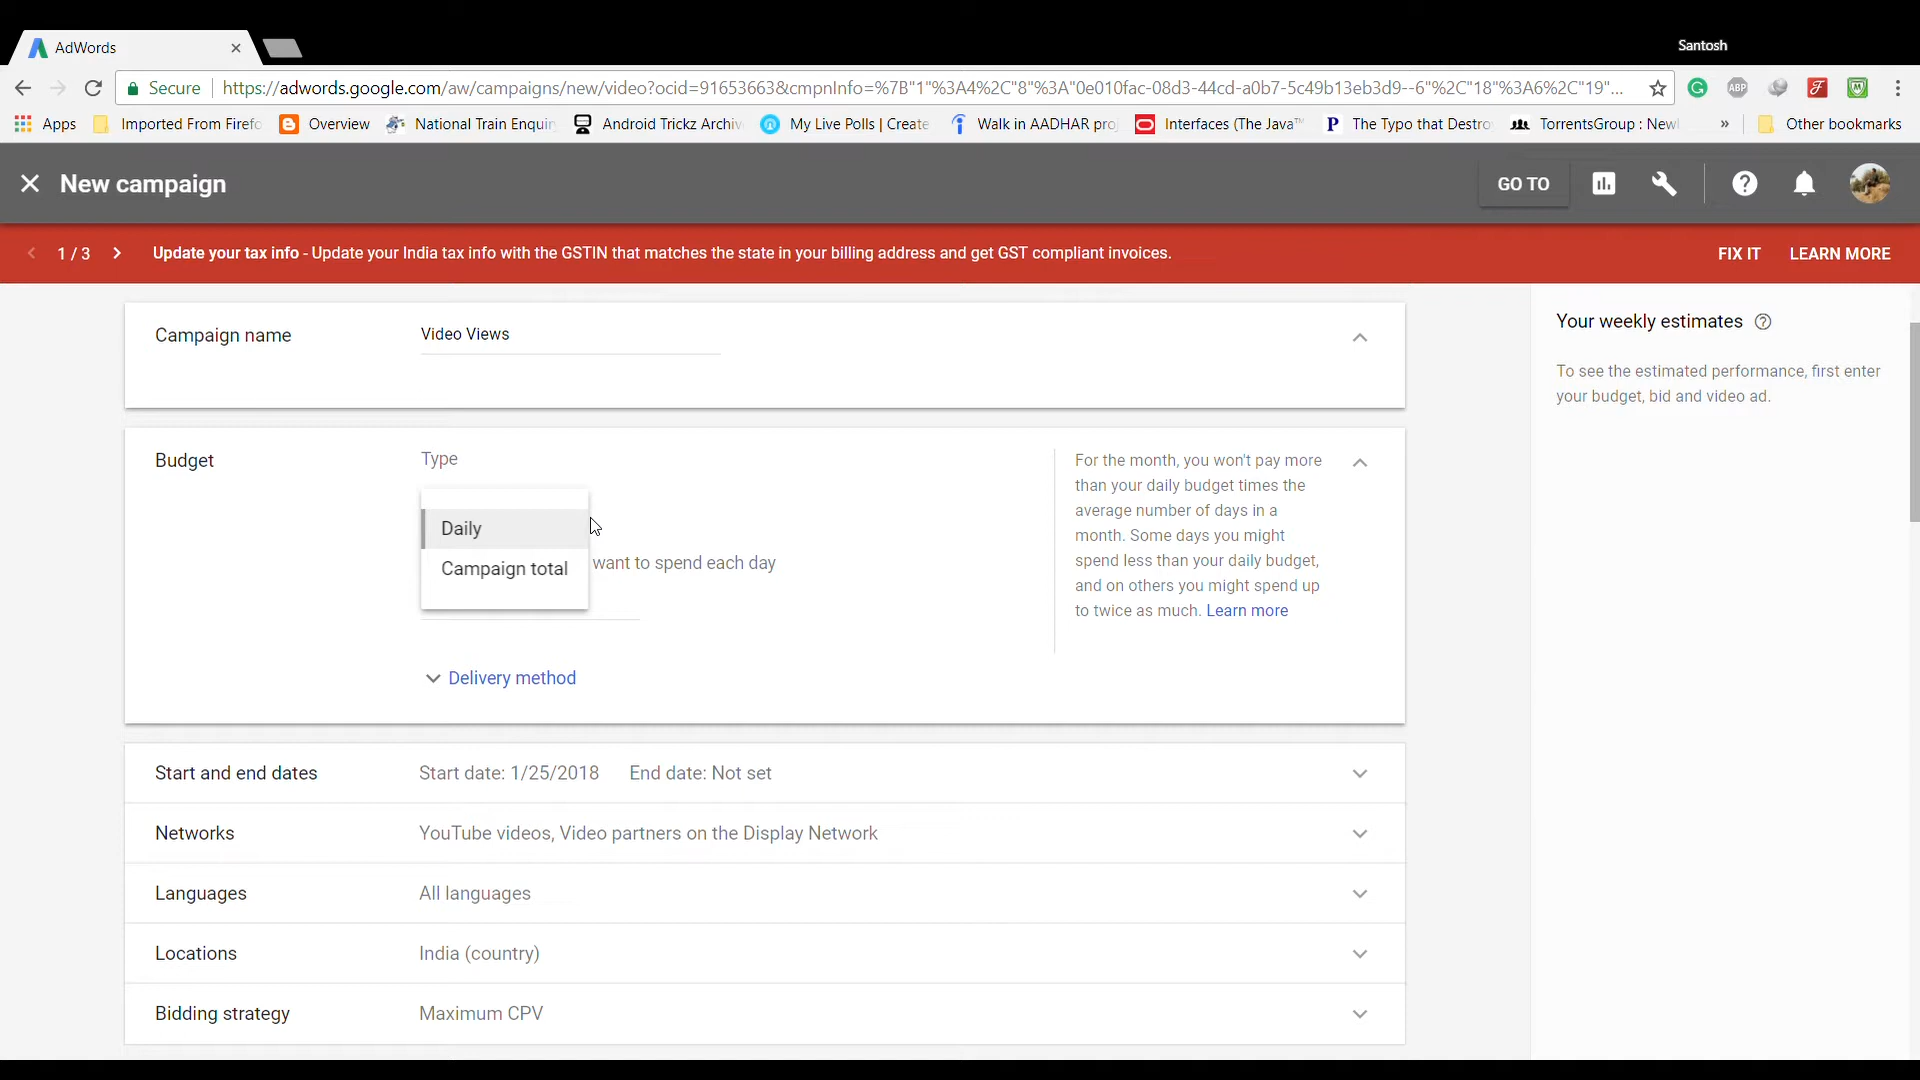 AdWords
Santosh
Secure https://adwords.google.com/aw/campaigns/new/video?ocid=91653663&cmpnInfo=%7B"1"%3A4%2C"8"%3A"0e010fac-08d3-44cd-a0b7-5c49b13eb3d9--6"%2C"18"%3A6%2C"19"...
ABP
Apps Imported From Firefo Overview National Train Enquir Android Trickz Archiv My Live Polls | Create Walk in AADHAR pro Interfaces (The Java™ The Typo that Destro TorrentsGroup : New » Other bookmarks
New campaign
GO TO
1 / 3 Update your tax info - Update your India tax info with the GSTIN that matches the state in your billing address and get GST compliant invoices. FIX IT LEARN MORE
Campaign name Video Views
Your weekly estimates
To see the estimated performance, first enter
your budget, bid and video ad.
Budget Type
Daily
Campaign total
want to spend each day
Delivery method
For the month, you won't pay more
than your daily budget times the
average number of days in a
month. Some days you might
spend less than your daily budget,
and on others you might spend up
to twice as much. Learn more
Start and end dates Start date: 1/25/2018 End date: Not set
Networks YouTube videos, Video partners on the Display Network
Languages All languages
Locations India (country)
Bidding strategy Maximum CPV